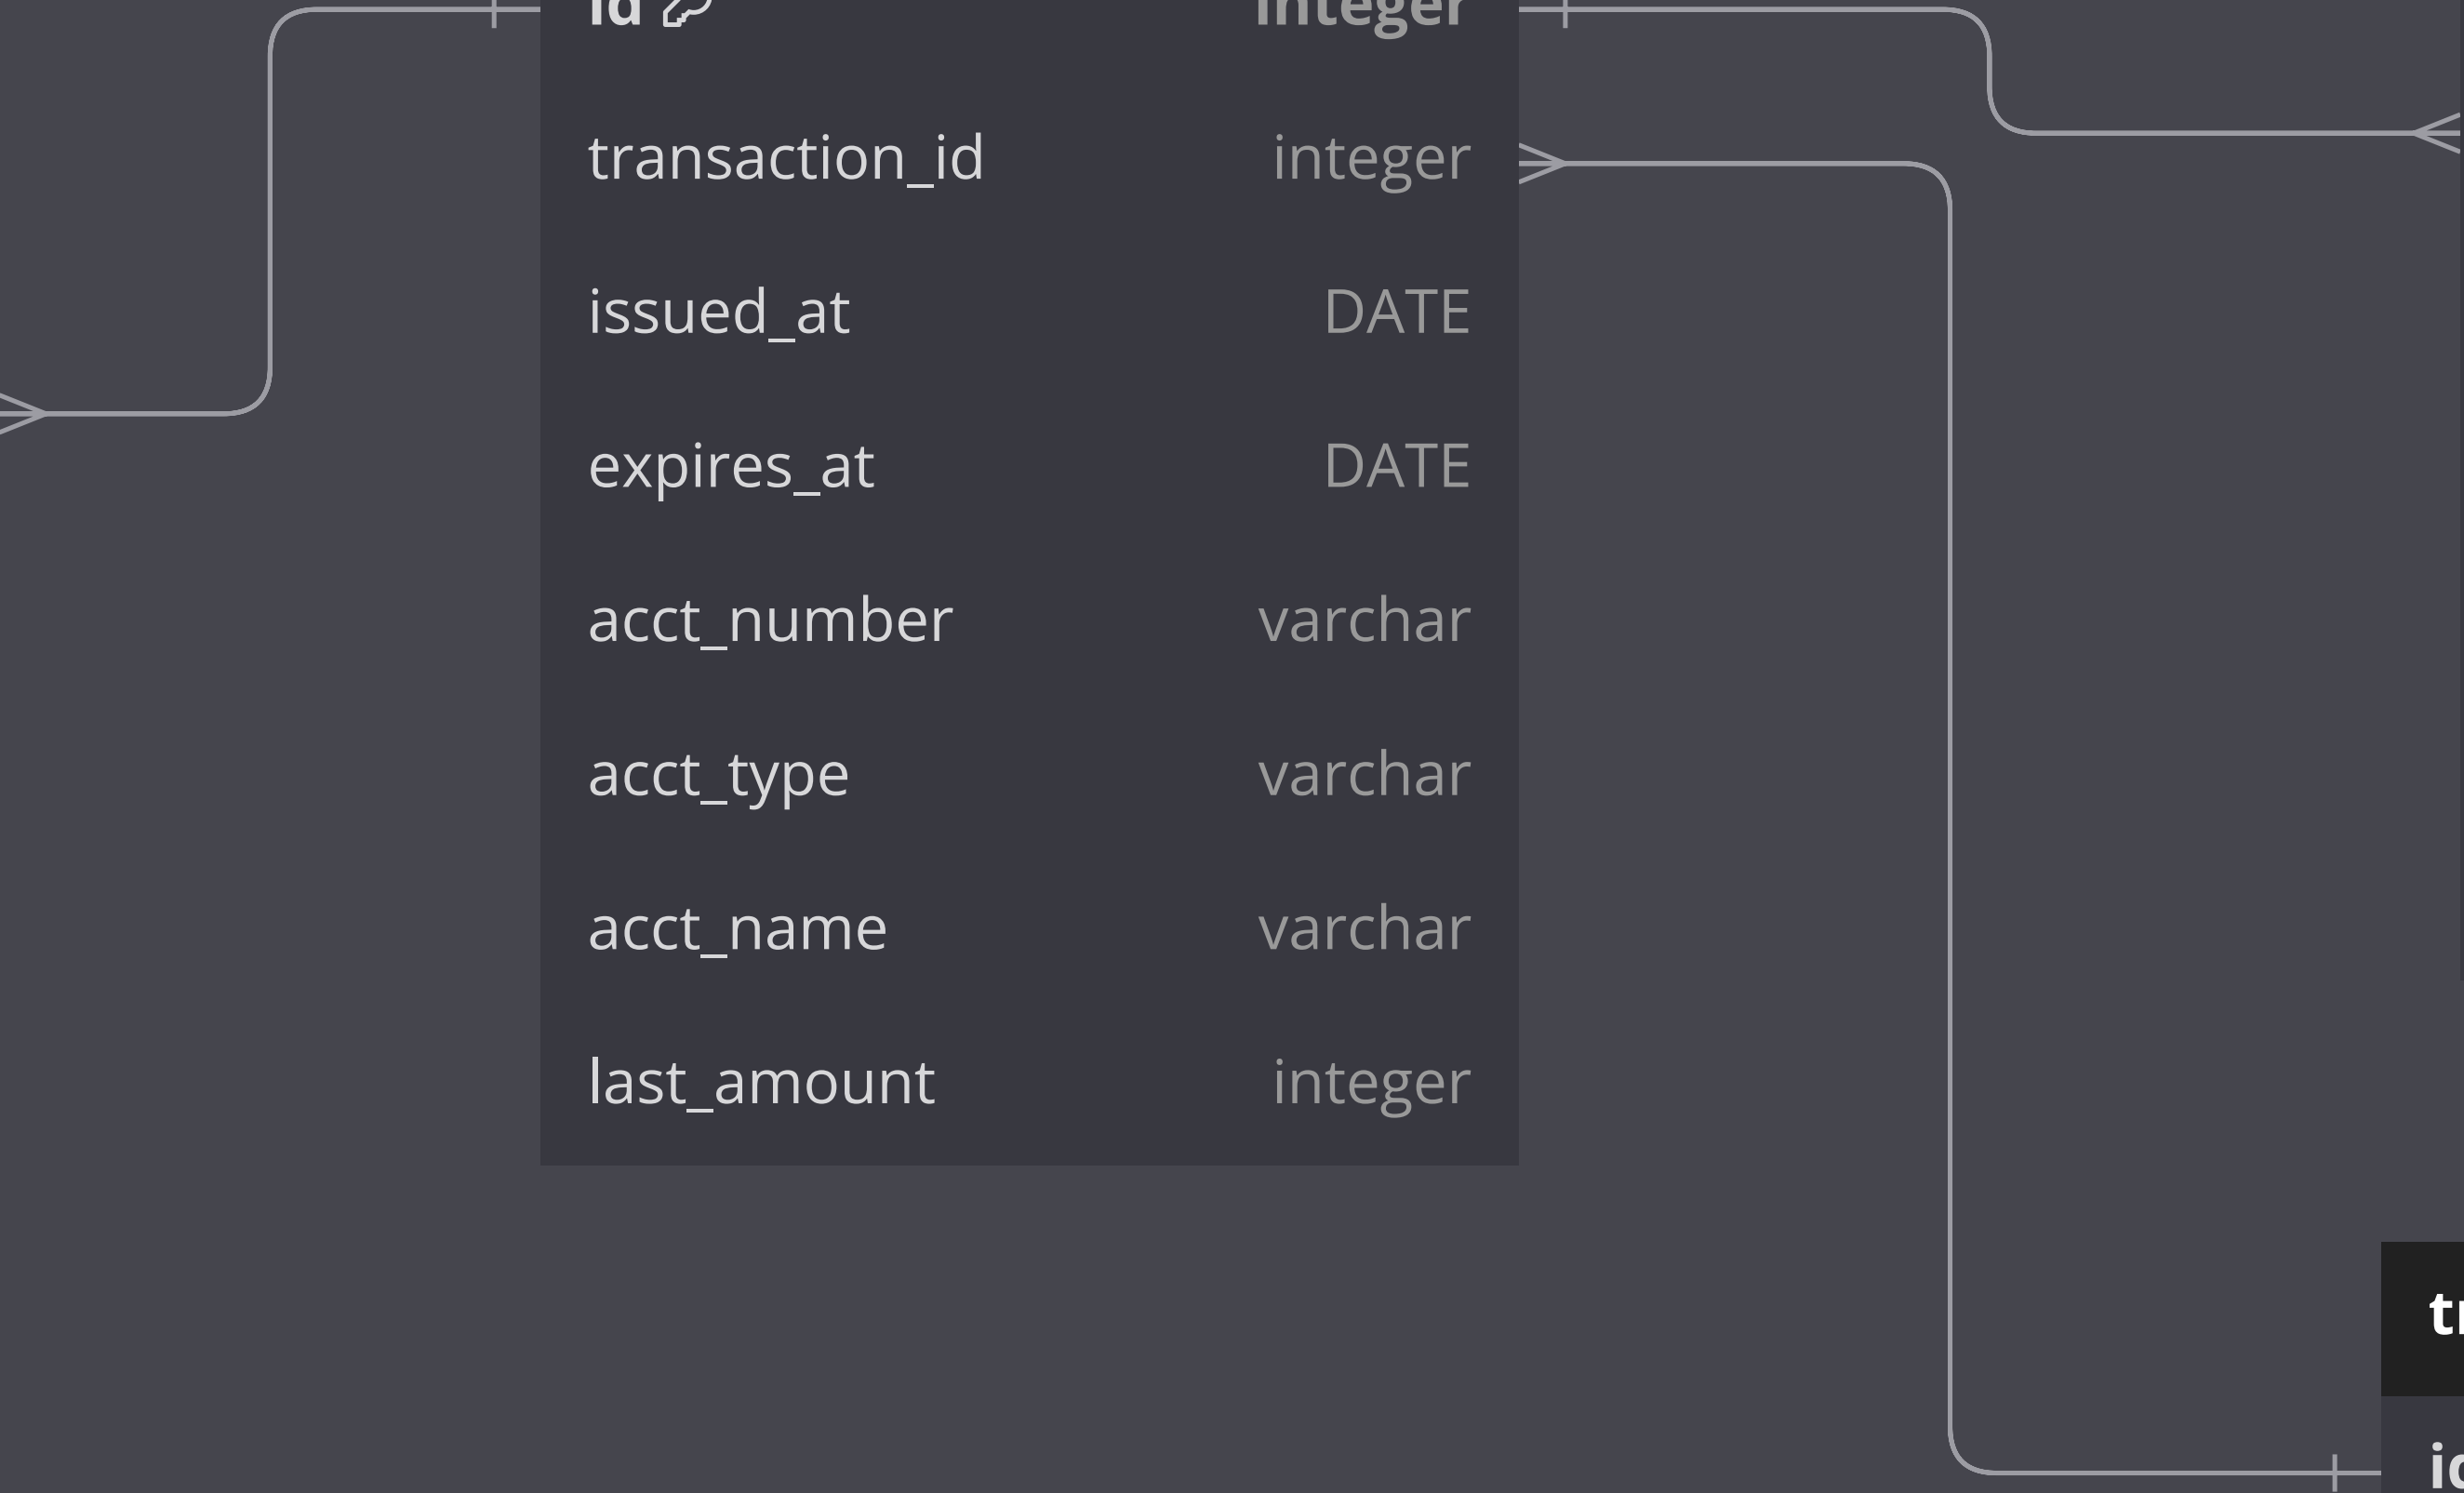 id integer
transaction_id integer
issued_at DATE
expires_at DATE
acct_number varchar
acct_type varchar
acct_name varchar
last_amount integer